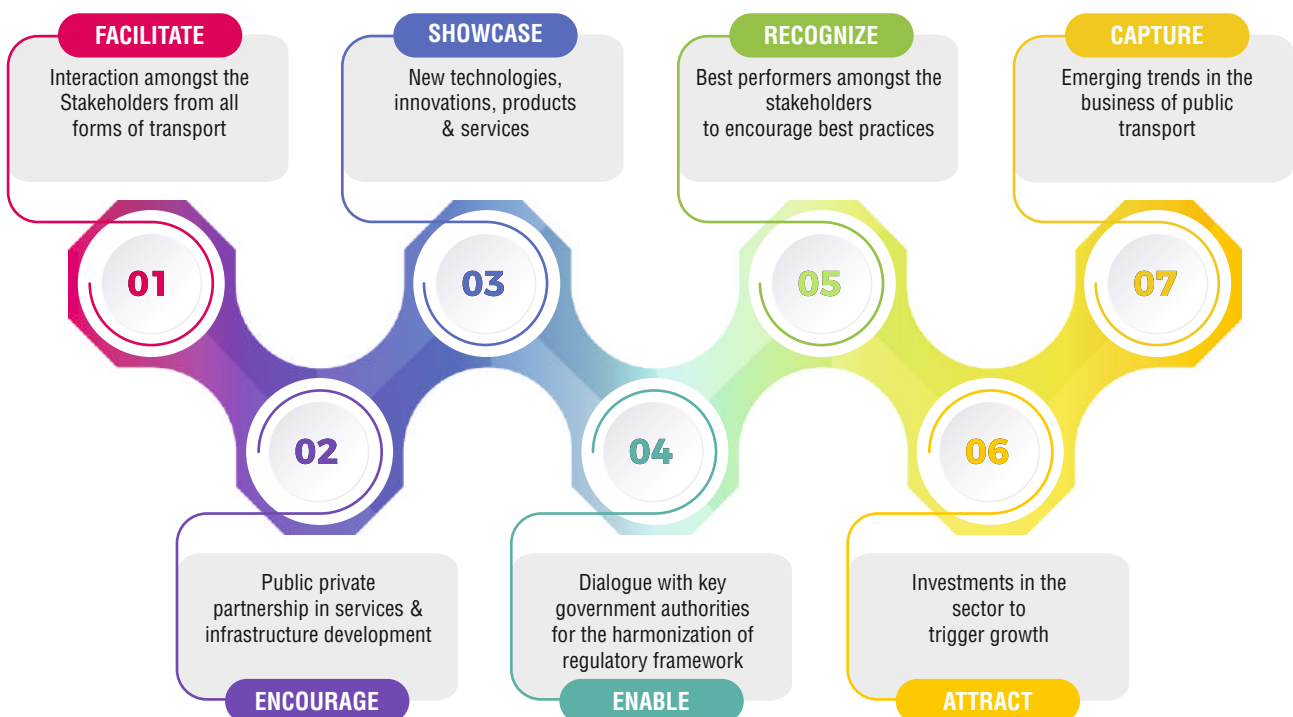 FACILITATE
Interaction amongst the
Stakeholders from all
forms of transport
01
02
Public private
partnership in services &
infrastructure development
ENCOURAGE
SHOWCASE
New technologies,
innovations, products
& services
03
04
Dialogue with key
government authorities
for the harmonization of
regulatory framework
ENABLE
RECOGNIZE
Best performers amongst the
stakeholders
to encourage best practices
05
06
Investments in the
sector to
trigger growth
ATTRACT
CAPTURE
Emerging trends in the
business of public
transport
07